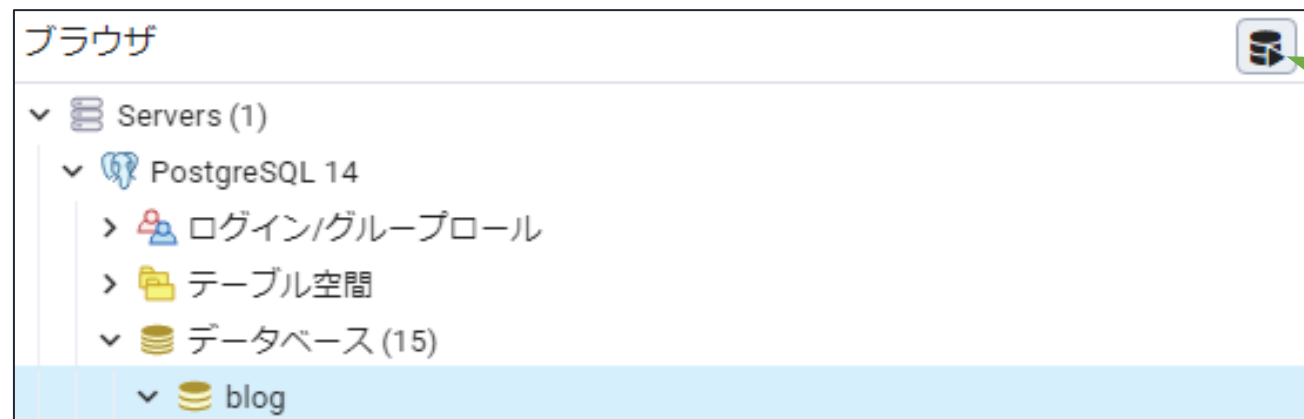 ブラウザ
Servers (1)
PostgreSQL 14
ログイン/グループロール
テーブル空間
データベース (15)
blog